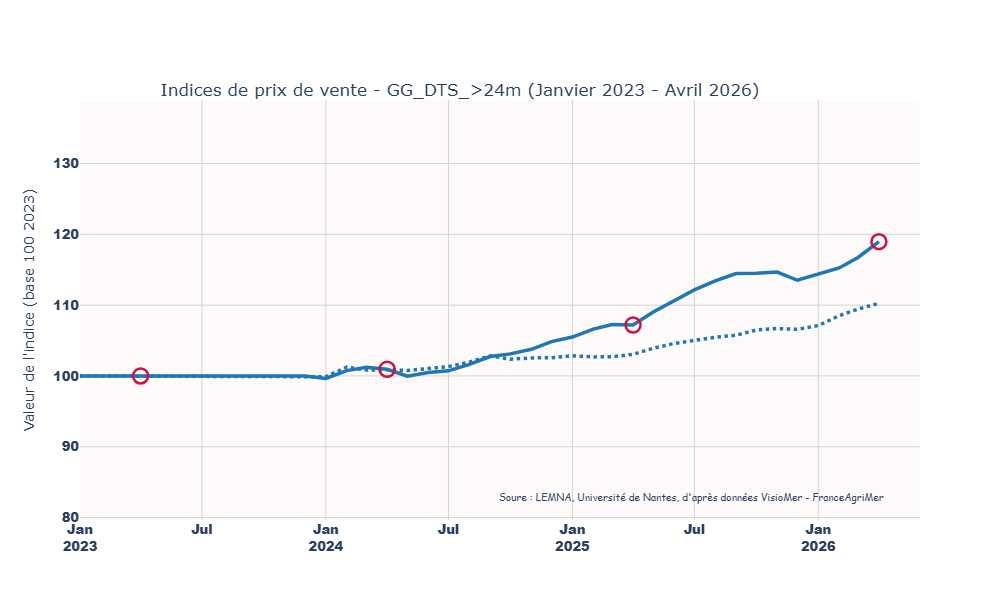 Indices de prix de vente - GG_DTS_>24m (Janvier 2023 - Avril 2026)
Valeur de l'indice (base 100 2023)
130
120
110
100
90
80
Soure : LEMNA, Université de Nantes, d'après données VisioMer - FranceAgriMer
Jan Jul Jan Jul Jan Jul Jan
2023 2024 2025 2026